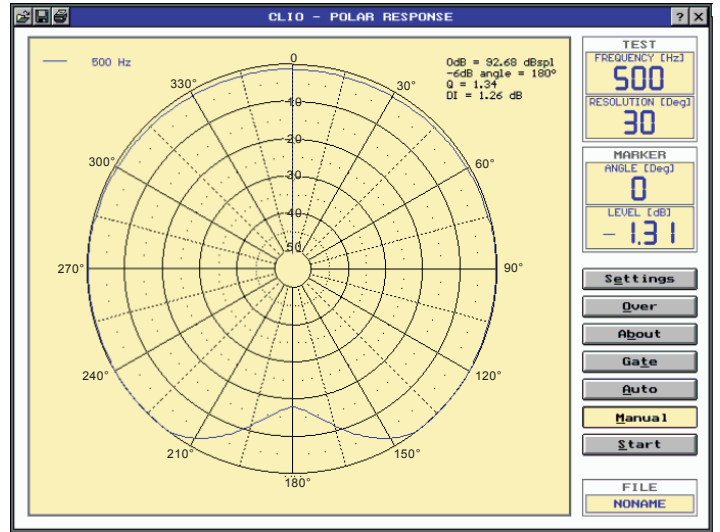 CLIO - POLAR RESPONSE
? ×
500 Hz
0dB = 92.68 dBspl
-6dB angle = 180°
Q = 1.34
DI = 1.26 dB
0
30°
60°
90°
120°
150°
180°
210°
240°
270°
300°
330°
-10
-20
-30
-40
50
TEST
FREQUENCY [Hz]
500
RESOLUTION [Deg]
30
MARKER
ANGLE [Deg]
0
LEVEL [dB]
- 1.31
Settings
Over
About
Gate
Auto
Manual
Start
FILE
NONAME